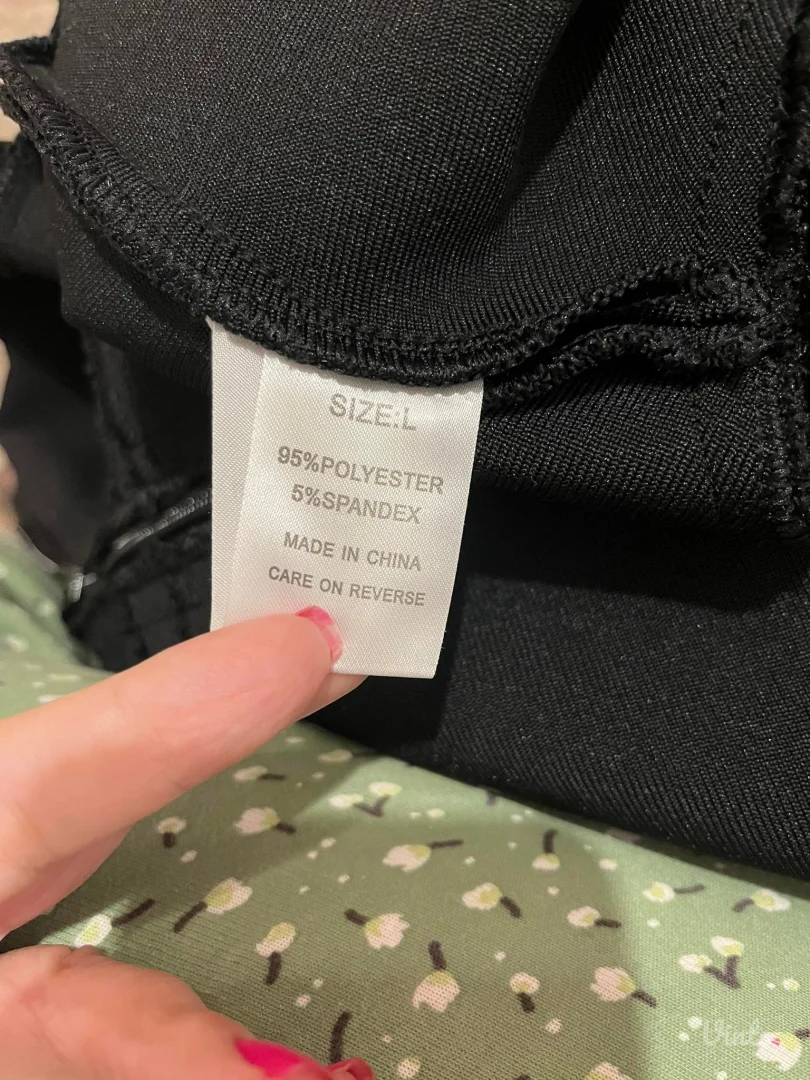 SIZE:L
95%POLYESTER
5%SPANDEX
MADE IN CHINA
CARE ON REVERSE